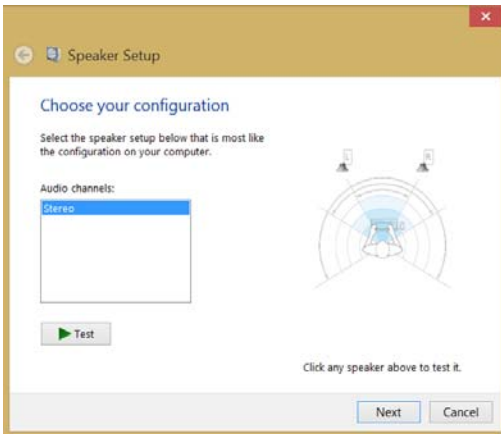 Speaker Setup
Choose your configuration
Select the speaker setup below that is most like
the configuration on your computer.
Audio channels:
Stereo
L
R
Test
Click any speaker above to test it.
Next
Cancel